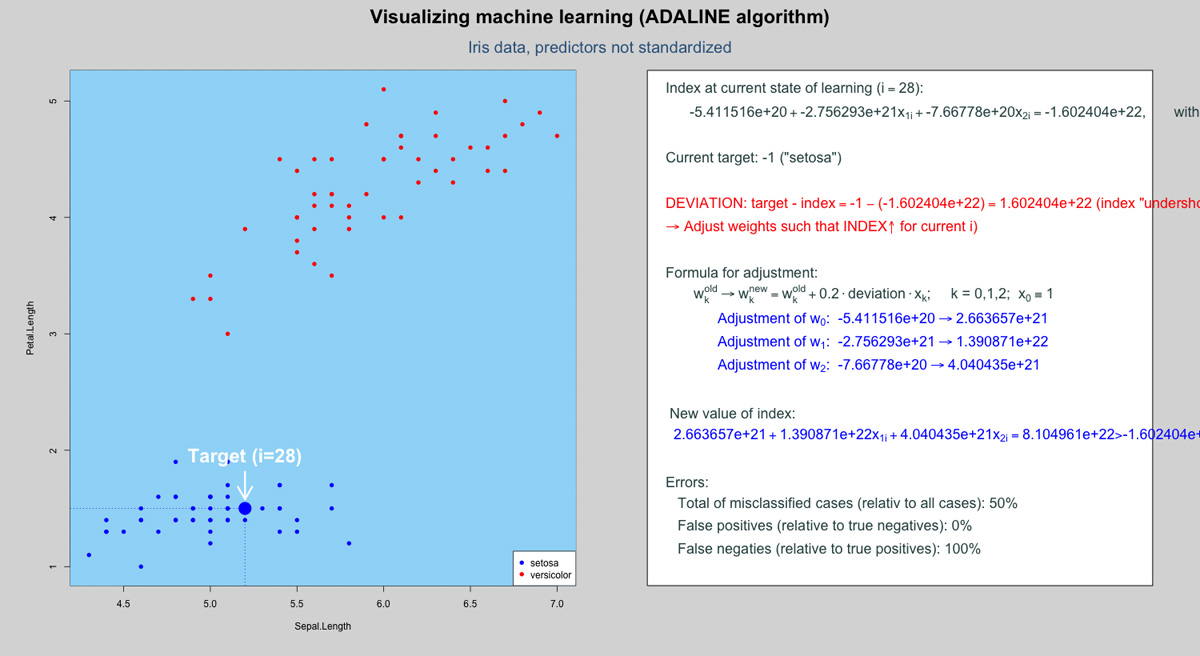 Visualizing machine learning (ADALINE algorithm)
Iris data, predictors not standardized
Petal.Length
5
4
3
2
1
Target (i=28)
setosa
versicolor
4.5 5.0 5.5 6.0 6.5 7.0
Sepal.Length
Index at current state of learning (i = 28):
-5.411516e+20 + -2.756293e+21x1i + -7.66778e+20x2i = -1.602404e+22, with
Current target: -1 ("setosa")
DEVIATION: target - index = -1 − (-1.602404e+22) = 1.602404e+22 (index "undersho
→ Adjust weights such that INDEX↑ for current i)
Formula for adjustment:
w_k^old → w_k^new = w_k^old + 0.2 · deviation · x_k; k = 0,1,2; x0 ≡ 1
Adjustment of w0: -5.411516e+20 → 2.663657e+21
Adjustment of w1: -2.756293e+21 → 1.390871e+22
Adjustment of w2: -7.66778e+20 → 4.040435e+21
New value of index:
2.663657e+21 + 1.390871e+22x1i + 4.040435e+21x2i = 8.104961e+22>-1.602404e+
Errors:
Total of misclassified cases (relativ to all cases): 50%
False positives (relative to true negatives): 0%
False negaties (relative to true positives): 100%